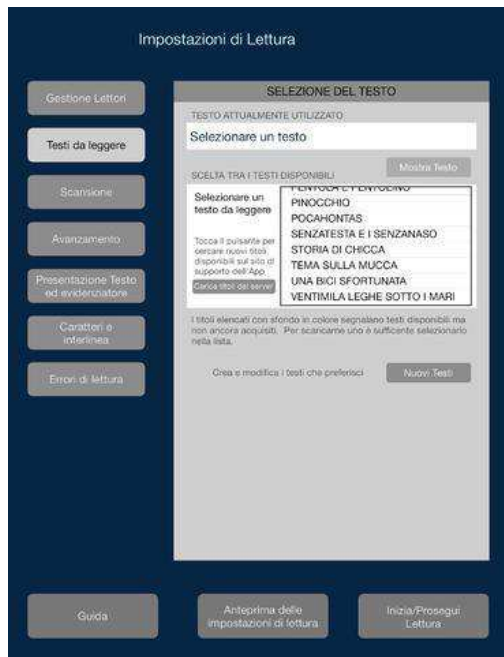 Impostazioni di Lettura
Gestione Lettori
Testi da leggere
Scansione
Avanzamento
Presentazione Testo
ed evidenziatore
Caratteri e
interlinea
Errori di lettura
SELEZIONE DEL TESTO
TESTO ATTUALMENTE UTILIZZATO
Selezionare un testo
Mostra Testo
SCELTA TRA I TESTI DISPONIBILI
Selezionare un
testo da leggere
Tocca il pulsante per
cercare nuovi titoli
disponibili sul sito di
supporto dell'App
Carica titoli dal server
PENTOLA E PENTOLINO
PINOCCHIO
POCAHONTAS
SENZATESTA E I SENZANASO
STORIA DI CHICCA
TEMA SULLA MUCCA
UNA BICI SFORTUNATA
VENTIMILA LEGHE SOTTO I MARI
I titoli elencati con sfondo in colore segnalano testi disponibili ma
non ancora acquisiti. Per scaricarne uno è sufficente selezionarlo
nella lista.
Crea e modifica i testi che preferisci
Nuovi Testi
Guida
Anteprima delle
impostazioni di lettura
Inizia/Prosegui
Lettura